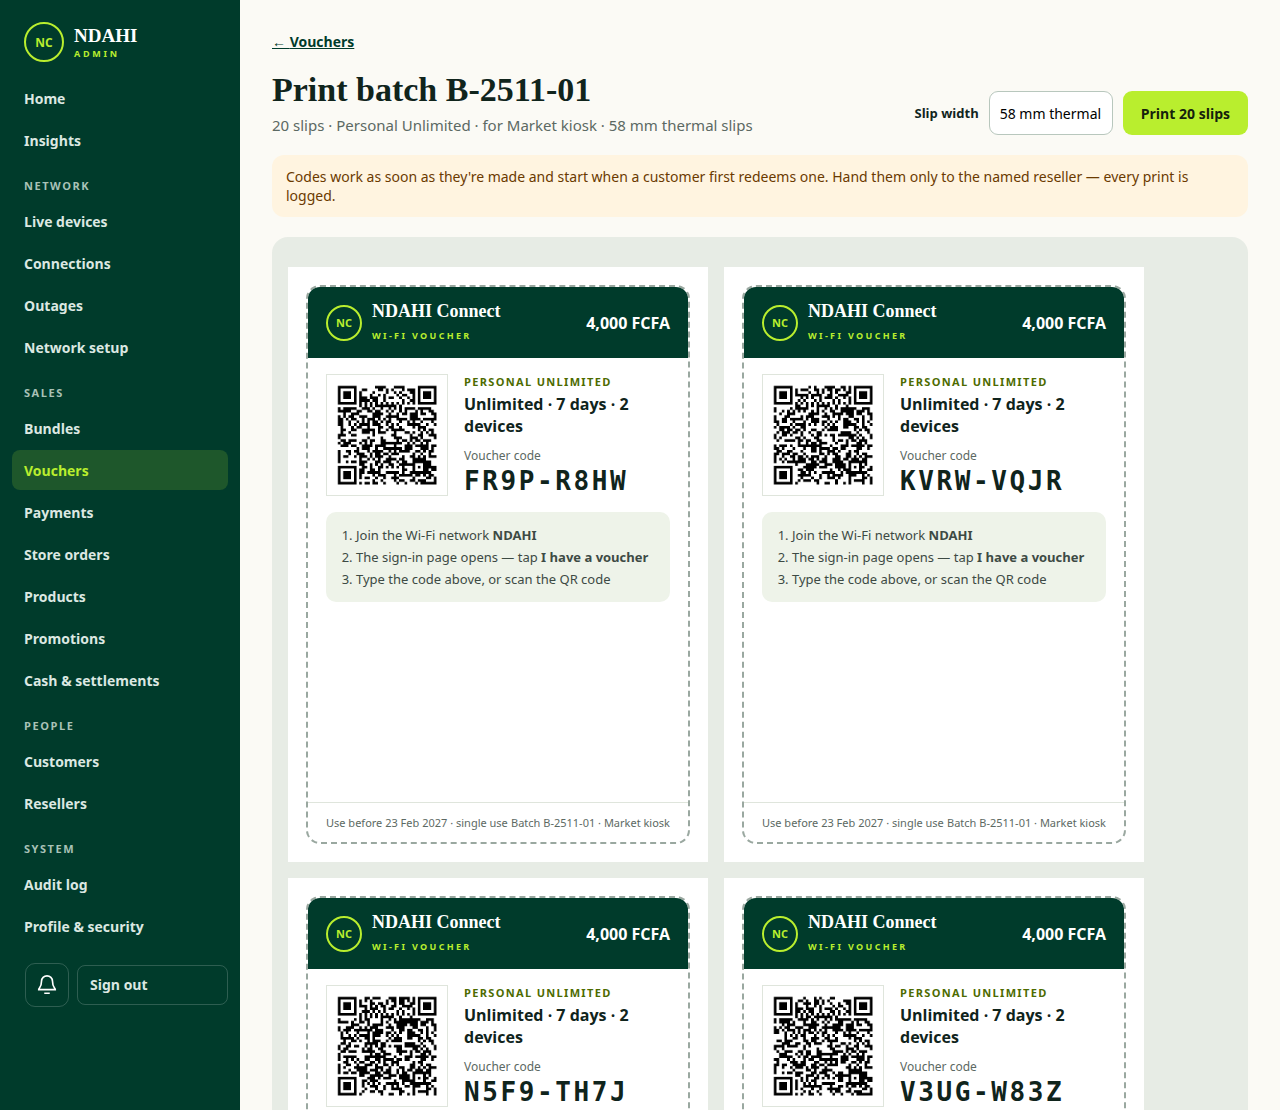 NC
NDAHI
ADMIN
Home
Insights
NETWORK
Live devices
Connections
Outages
Network setup
SALES
Bundles
Vouchers
Payments
Store orders
Products
Promotions
Cash & settlements
PEOPLE
Customers
Resellers
SYSTEM
Audit log
Profile & security
Sign out
← Vouchers
Print batch B-2511-01
20 slips · Personal Unlimited · for Market kiosk · 58 mm thermal slips
Slip width
58 mm thermal
Print 20 slips
Codes work as soon as they're made and start when a customer first redeems one. Hand them only to the named reseller — every print is
logged.
NC
NDAHI Connect
WI-FI VOUCHER
4,000 FCFA
PERSONAL UNLIMITED
Unlimited · 7 days · 2
devices
Voucher code
FR9P-R8HW
1. Join the Wi-Fi network NDAHI
2. The sign-in page opens — tap I have a voucher
3. Type the code above, or scan the QR code
Use before 23 Feb 2027 · single use Batch B-2511-01 · Market kiosk
NC
NDAHI Connect
WI-FI VOUCHER
4,000 FCFA
PERSONAL UNLIMITED
Unlimited · 7 days · 2
devices
Voucher code
KVRW-VQJR
1. Join the Wi-Fi network NDAHI
2. The sign-in page opens — tap I have a voucher
3. Type the code above, or scan the QR code
Use before 23 Feb 2027 · single use Batch B-2511-01 · Market kiosk
NC
NDAHI Connect
WI-FI VOUCHER
4,000 FCFA
PERSONAL UNLIMITED
Unlimited · 7 days · 2
devices
Voucher code
N5F9-TH7J
NC
NDAHI Connect
WI-FI VOUCHER
4,000 FCFA
PERSONAL UNLIMITED
Unlimited · 7 days · 2
devices
Voucher code
V3UG-W83Z